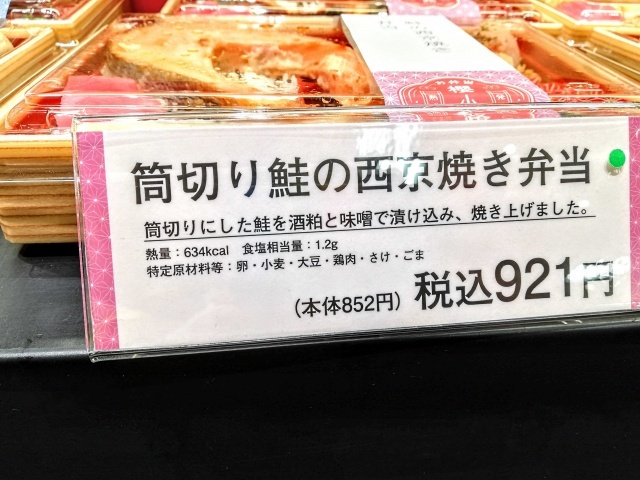 筒切り鮭の西京焼き弁当
筒切りにした鮭を酒粕と味噌で漬け込み、焼き上げました。
熱量：634kcal　食塩相当量：1.2g
特定原材料等：卵・小麦・大豆・鶏肉・さけ・ごま
（本体852円）税込921円